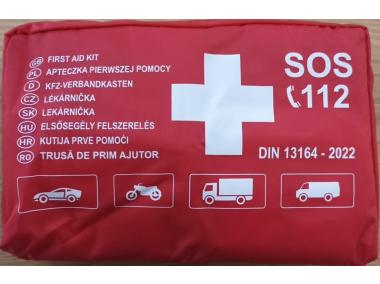 GB FIRST AID KIT
PL APTECZKA PIERWSZEJ POMOCY
D KFZ-VERBANDKASTEN
CZ LÉKÁRNIČKA
SK LEKÁRNIČKA
HU ELSŐSEGÉLY FELSZERELÉS
HR KUTIJA PRVE POMOĆI
RO TRUSĂ DE PRIM AJUTOR
SOS
112
DIN 13164 - 2022